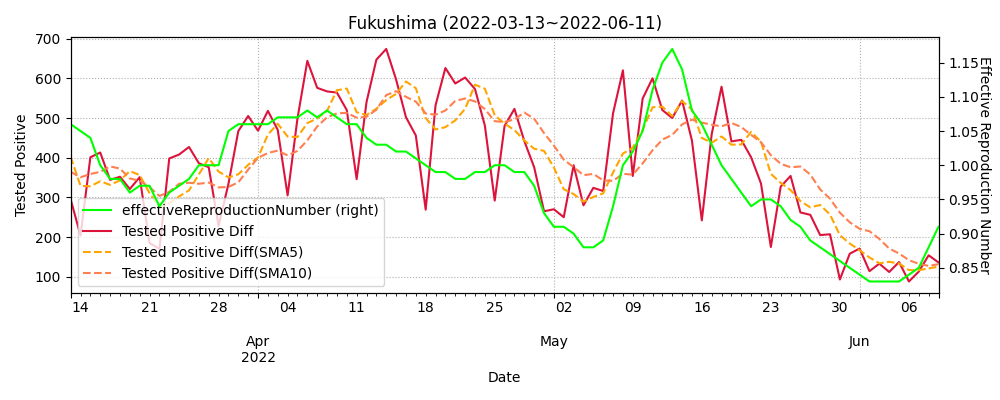 Fukushima (2022-03-13~2022-06-11)
700
600
500
400
300
200
100
Tested Positive
1.15
1.10
1.05
1.00
0.95
0.90
0.85
Effective Reproduction Number
effectiveReproductionNumber (right)
Tested Positive Diff
Tested Positive Diff(SMA5)
Tested Positive Diff(SMA10)
14 21 28 04 11 18 25 02 09 16 23 30 06
Apr May Jun
2022
Date